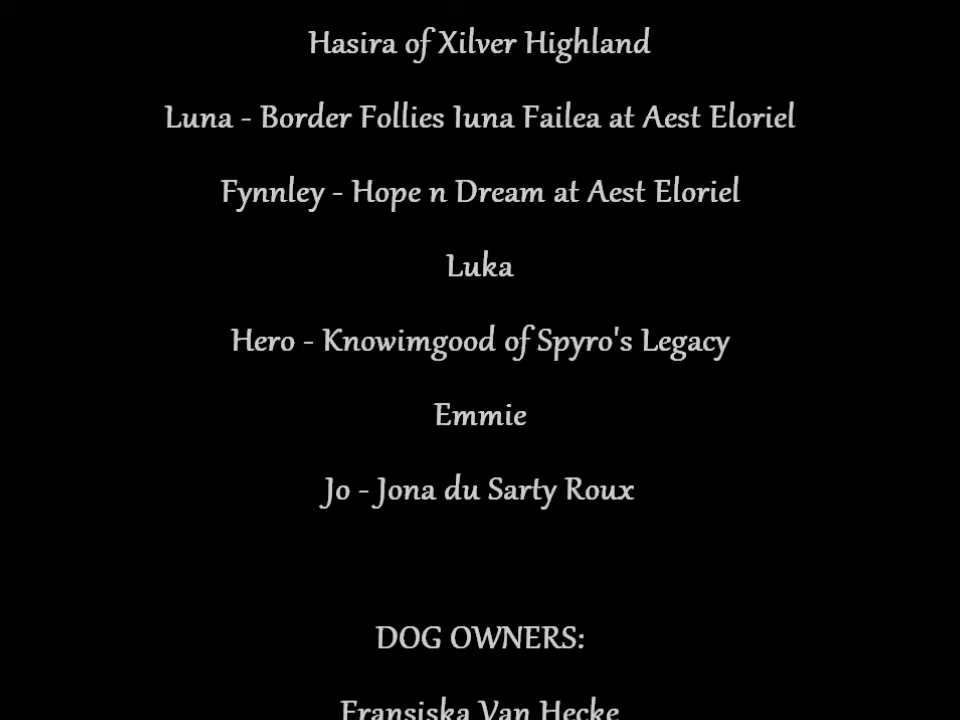 Hasira of Xilver Highland
Luna - Border Follies Iuna Failea at Aest Eloriel
Fynnley - Hope n Dream at Aest Eloriel
Luka
Hero - Knowimgood of Spyro's Legacy
Emmie
Jo - Jona du Sarty Roux
DOG OWNERS:
Fransiska Van Hecke